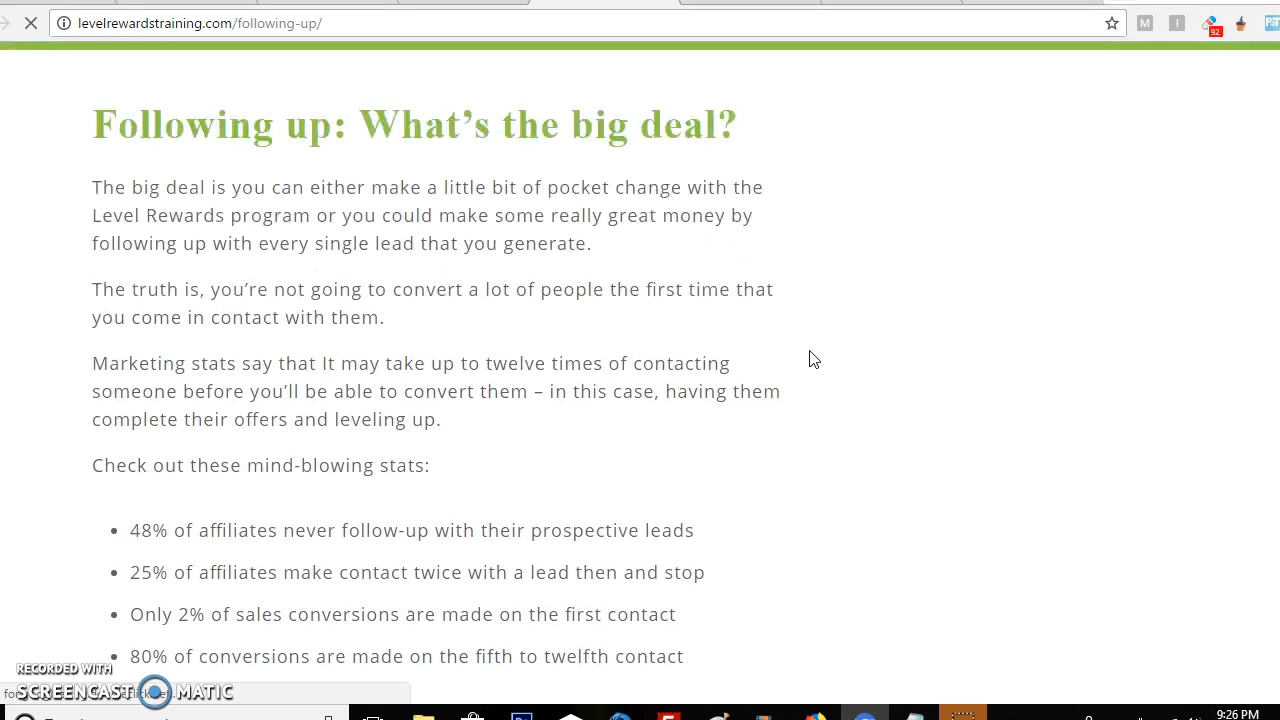 levelrewardstraining.com/following-up/
M
I
92
Following up: What's the big deal?
The big deal is you can either make a little bit of pocket change with the
Level Rewards program or you could make some really great money by
following up with every single lead that you generate.
The truth is, you're not going to convert a lot of people the first time that
you come in contact with them.
Marketing stats say that It may take up to twelve times of contacting
someone before you'll be able to convert them – in this case, having them
complete their offers and leveling up.
Check out these mind-blowing stats:
• 48% of affiliates never follow-up with their prospective leads
• 25% of affiliates make contact twice with a lead then and stop
• Only 2% of sales conversions are made on the first contact
• 80% of conversions are made on the fifth to twelfth contact
RECORDED WITH
SCREENCAST MATIC
9:26 PM